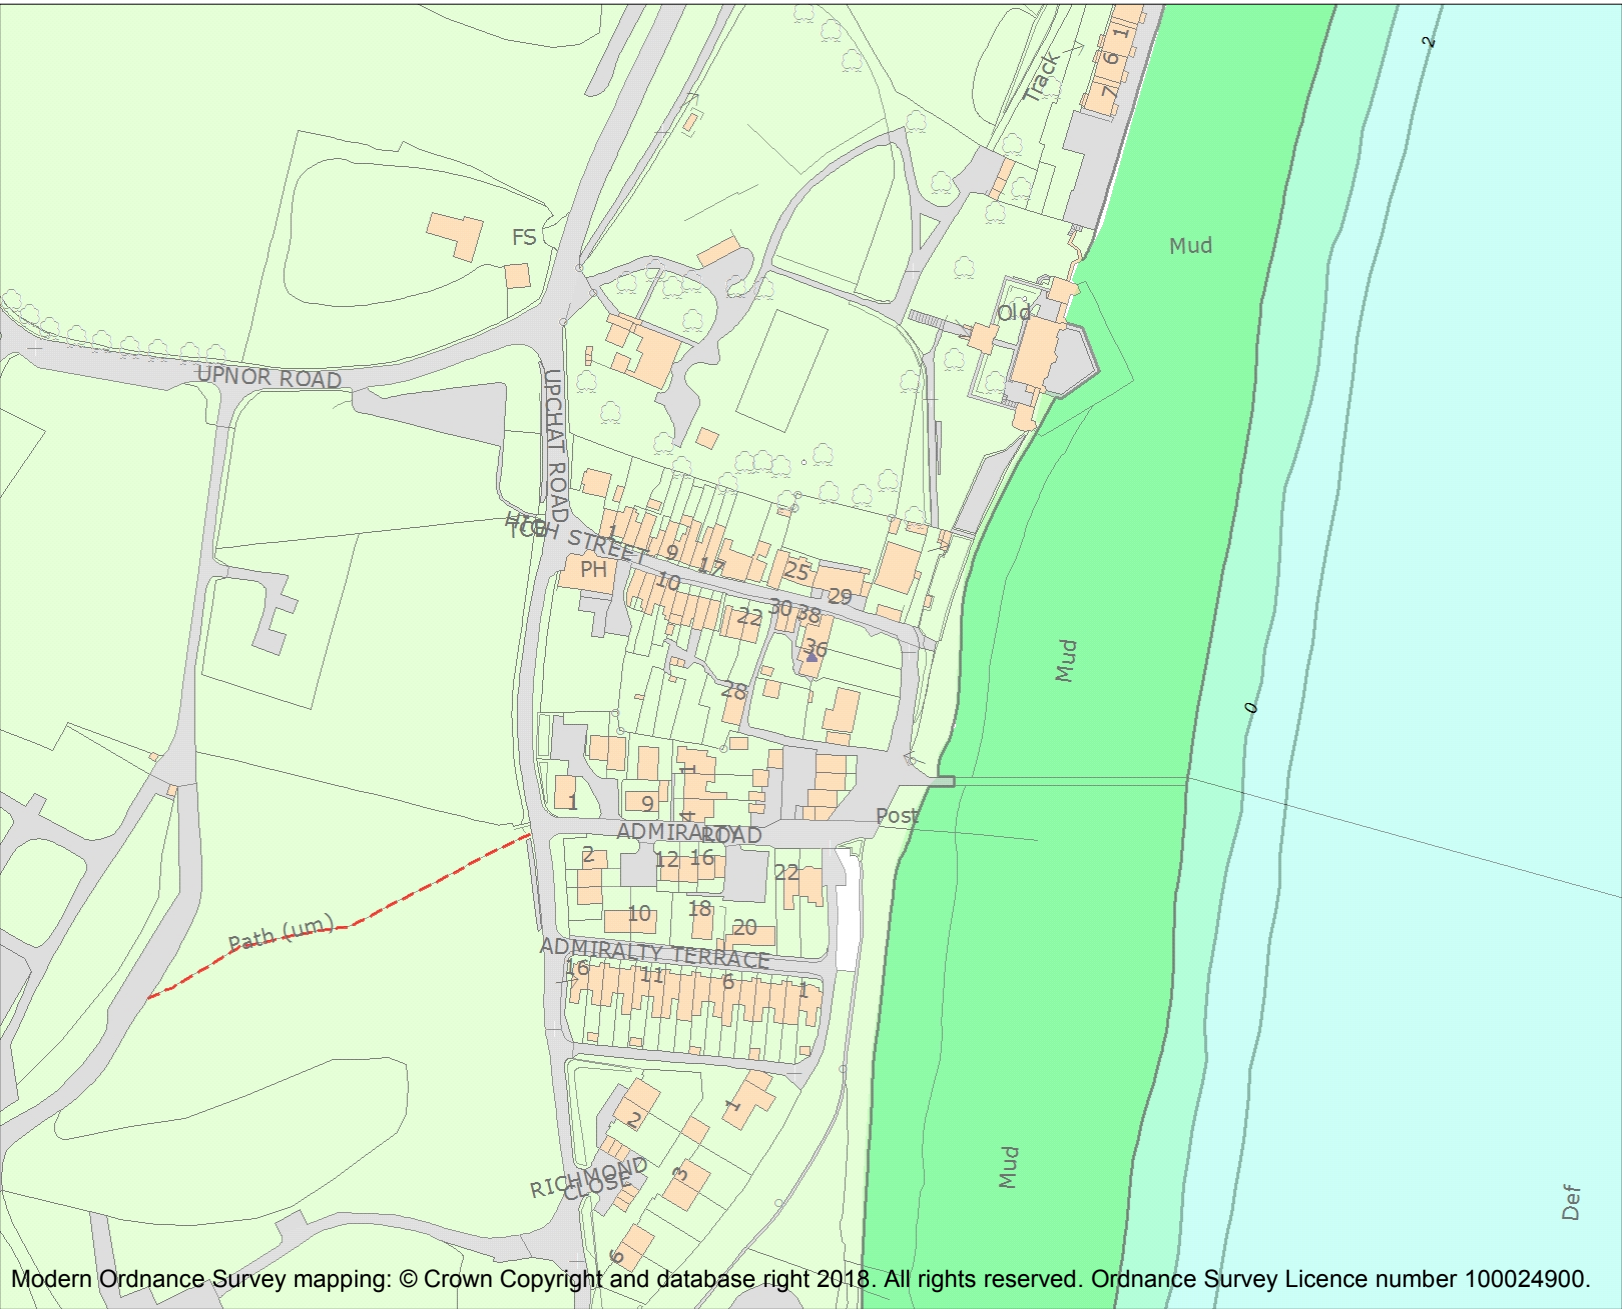 2
1
6
7
Track
Mud
FS
Old
UPNOR ROAD
UPCHAT ROAD
HIGH STREET
TCB
1
9
17
25
29
PH
10
22
30
38
36
28
Mud
0
1
1
9
4
Post
ADMIRALTY ROAD
2
12
16
22
10
18
20
Path (um)
ADMIRALTY TERRACE
16
11
6
1
2
1
3
6
RICHMOND
CLOSE
Mud
Def
Modern Ordnance Survey mapping: © Crown Copyright and database right 2018. All rights reserved. Ordnance Survey Licence number 100024900.